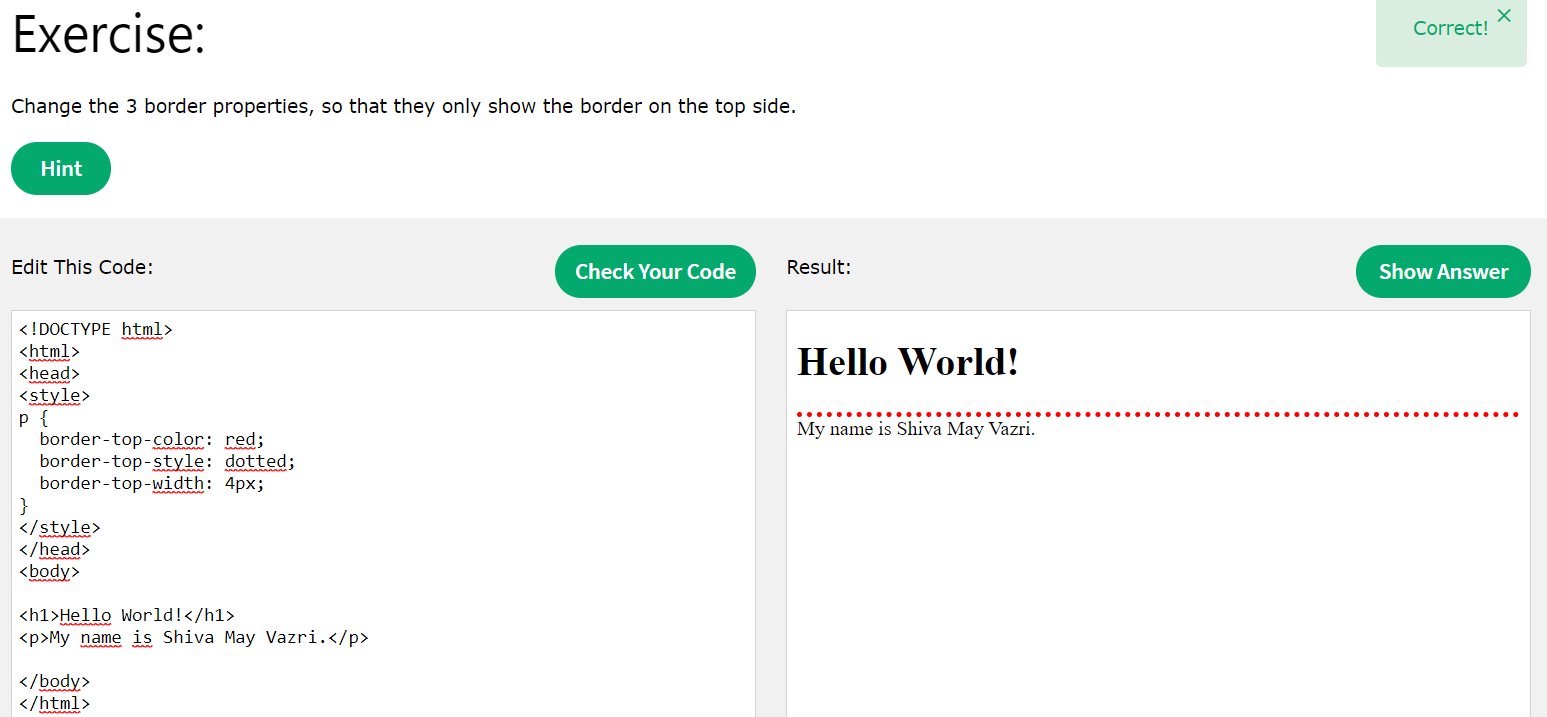 Exercise:
Correct! ×
Change the 3 border properties, so that they only show the border on the top side.
Hint
Edit This Code:
Check Your Code
Result:
Show Answer
<!DOCTYPE html>
<html>
<head>
<style>
p {
  border-top-color: red;
  border-top-style: dotted;
  border-top-width: 4px;
}
</style>
</head>
<body>

<h1>Hello World!</h1>
<p>My name is Shiva May Vazri.</p>

</body>
</html>
Hello World!
My name is Shiva May Vazri.